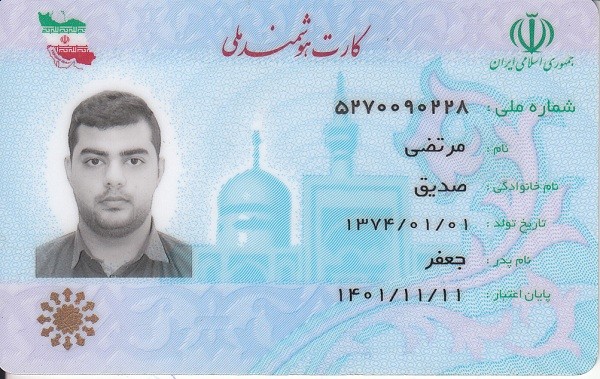 کارت هوشمند ملی
جمهوری اسلامی ایران
شماره ملی: ۵۲۷۰۰۹۰۲۲۸
نام: مرتضی
نام خانوادگی: صدیق
تاریخ تولد: ۱۳۷۴/۰۱/۰۱
نام پدر: جعفر
پایان اعتبار: ۱۴۰۱/۱۱/۱۱